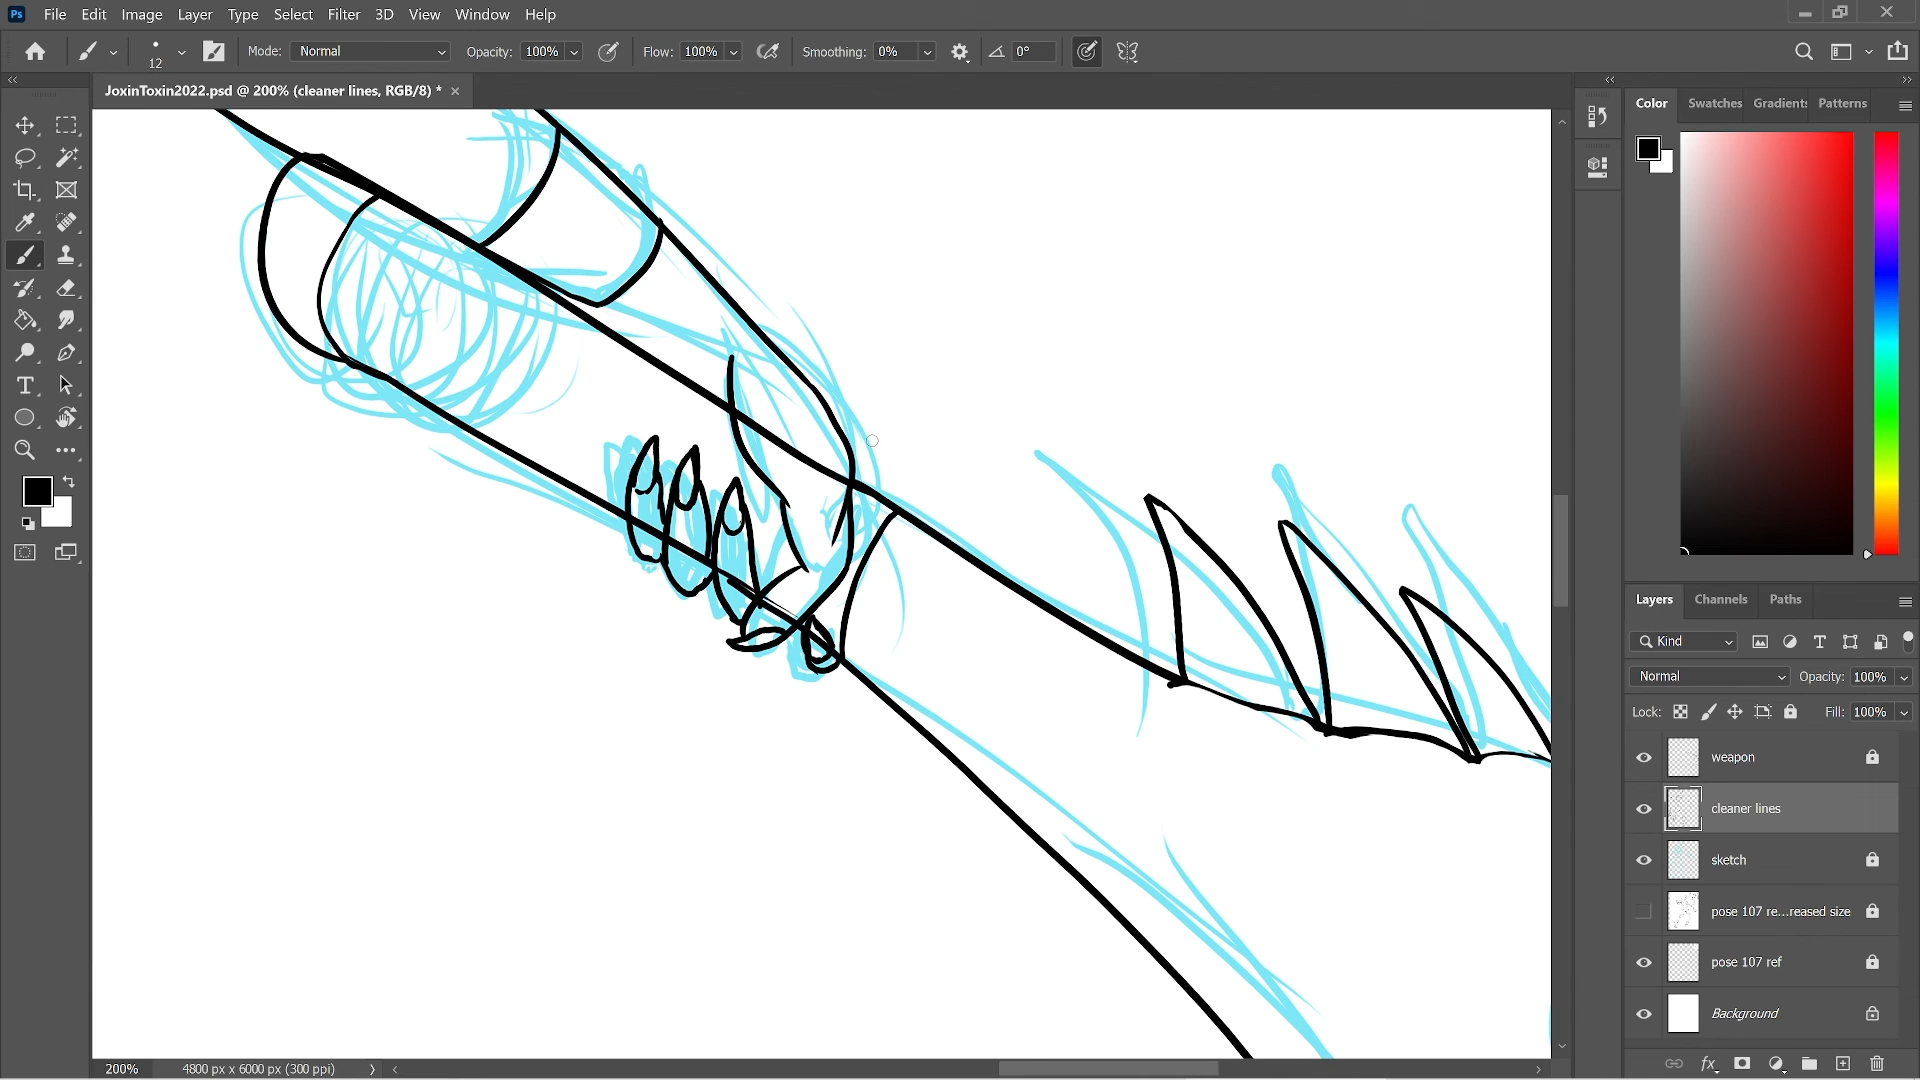 Ps File Edit Image Layer Type Select Filter 3D View Window Help
12 Mode: Normal Opacity: 100% Flow: 100% Smoothing: 0% 0°
JoxinToxin2022.psd @ 200% (cleaner lines, RGB/8) *
Color Swatches Gradients Patterns
Layers Channels Paths
Kind
Normal Opacity: 100%
Lock: Fill: 100%
weapon
cleaner lines
sketch
pose 107 re...reased size
pose 107 ref
Background
200% 4800 px x 6000 px (300 ppi)
fx